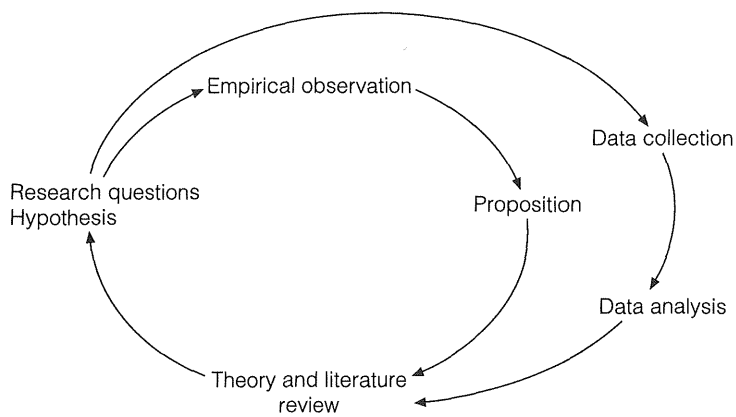 Empirical observation
Data collection
Research questions
Hypothesis
Proposition
Data analysis
Theory and literature
review